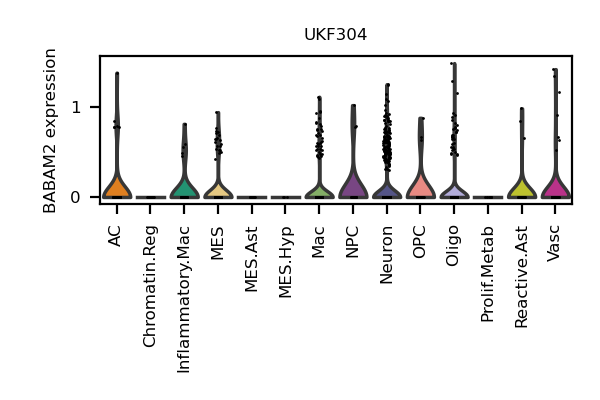 UKF304
BABAM2 expression
1
0
AC
Chromatin.Reg
Inflammatory.Mac
MES
MES.Ast
MES.Hyp
Mac
NPC
Neuron
OPC
Oligo
Prolif.Metab
Reactive.Ast
Vasc